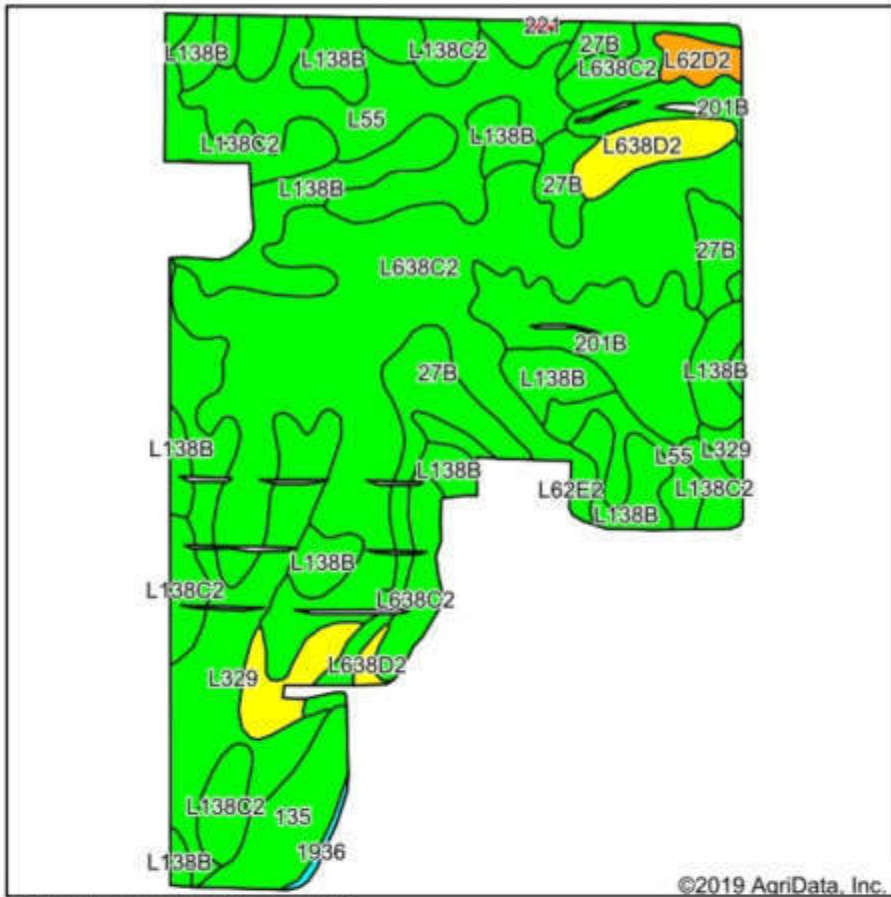 221
27B
L138B
L138B
L138C2
L638C2
L62D2
201B
L55
L138C2
L138B
L638D2
L138B
27B
27B
L638C2
201B
27B
L138B
L138B
L138B
L138B
L55
L329
L62E2
L138C2
L138B
L138B
L138C2
L638C2
L329
L638D2
L138C2
135
L138B
1936
©2019 AgriData, Inc.